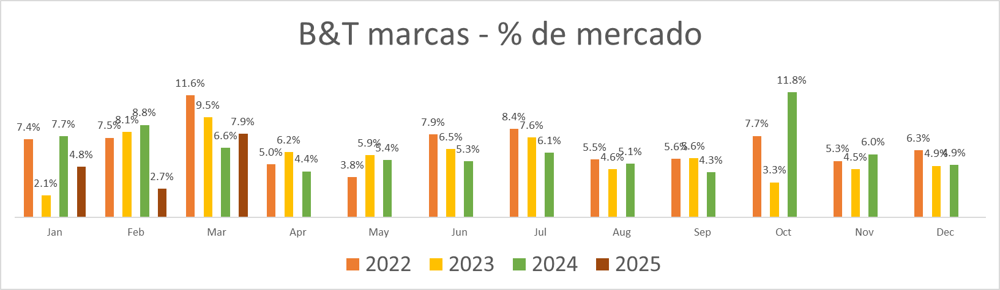 B&T marcas - % de mercado
7.4% 2.1% 7.7% 4.8%
7.5% 8.1% 8.8% 2.7%
11.6% 9.5% 6.6% 7.9%
5.0% 6.2% 4.4%
3.8% 5.9% 5.4%
7.9% 6.5% 5.3%
8.4% 7.6% 6.1%
5.5% 4.6% 5.1%
5.6% 5.6% 4.3%
7.7% 3.3% 11.8%
5.3% 4.5% 6.0%
6.3% 4.9% 4.9%
Jan Feb Mar Apr May Jun Jul Aug Sep Oct Nov Dec
2022 2023 2024 2025